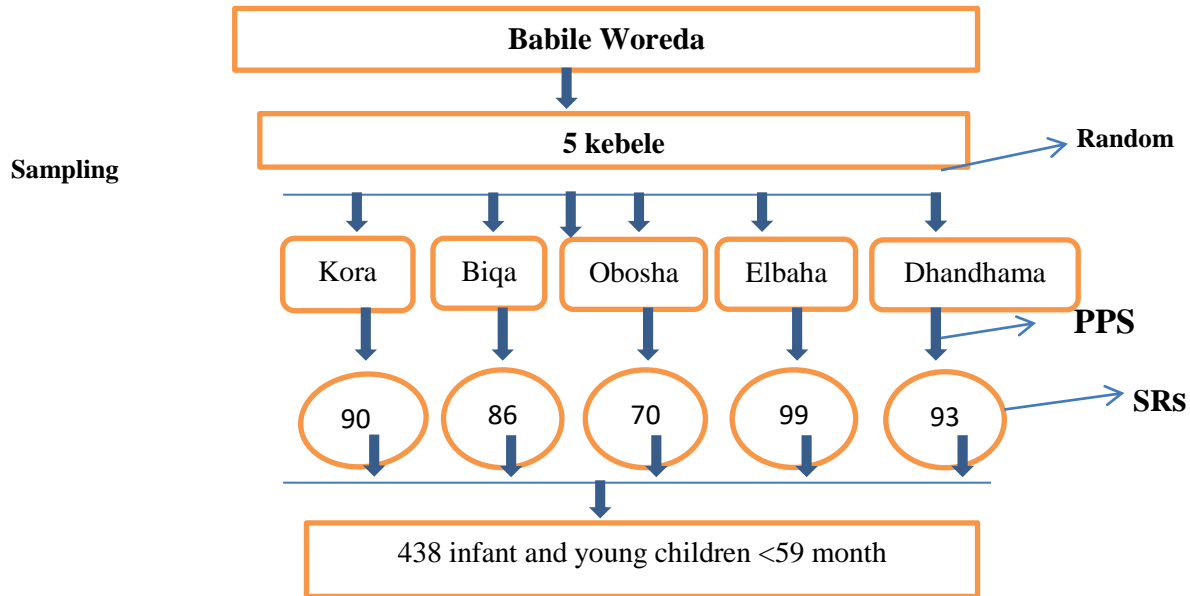 Babile Woreda
5 kebele
Random
Sampling
Kora
Biqa
Obosha
Elbaha
Dhandhama
PPS
90
86
70
99
93
SRs
438 infant and young children <59 month